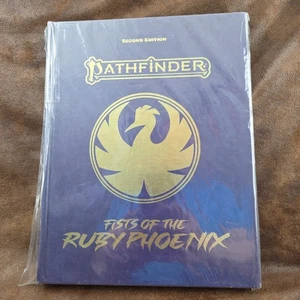 SECOND EDITION
PATHFINDER
FISTS OF THE
RUBY PHOENIX